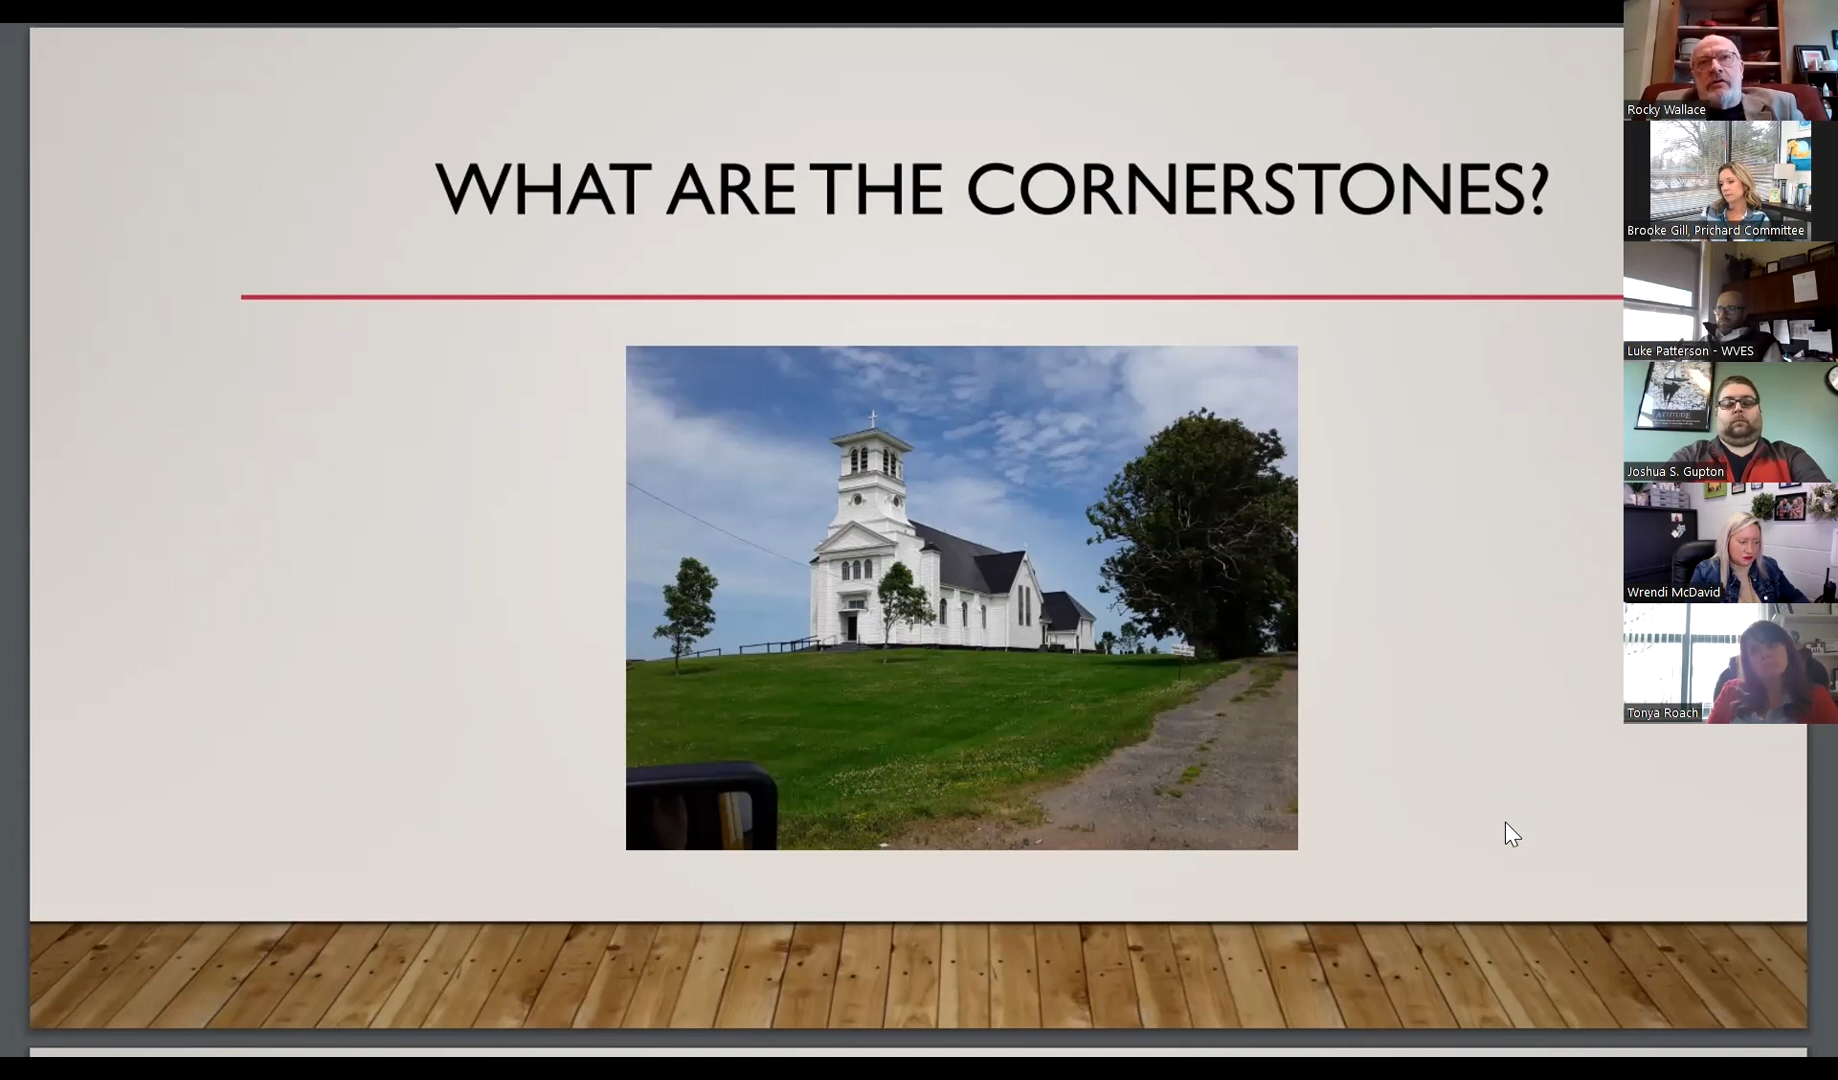 WHAT ARE THE CORNERSTONES?
Rocky Wallace
Brooke Gill, Prichard Committee
Luke Patterson - WVES
ATTITUDE
Joshua S. Gupton
Wrendi McDavid
Tonya Roach